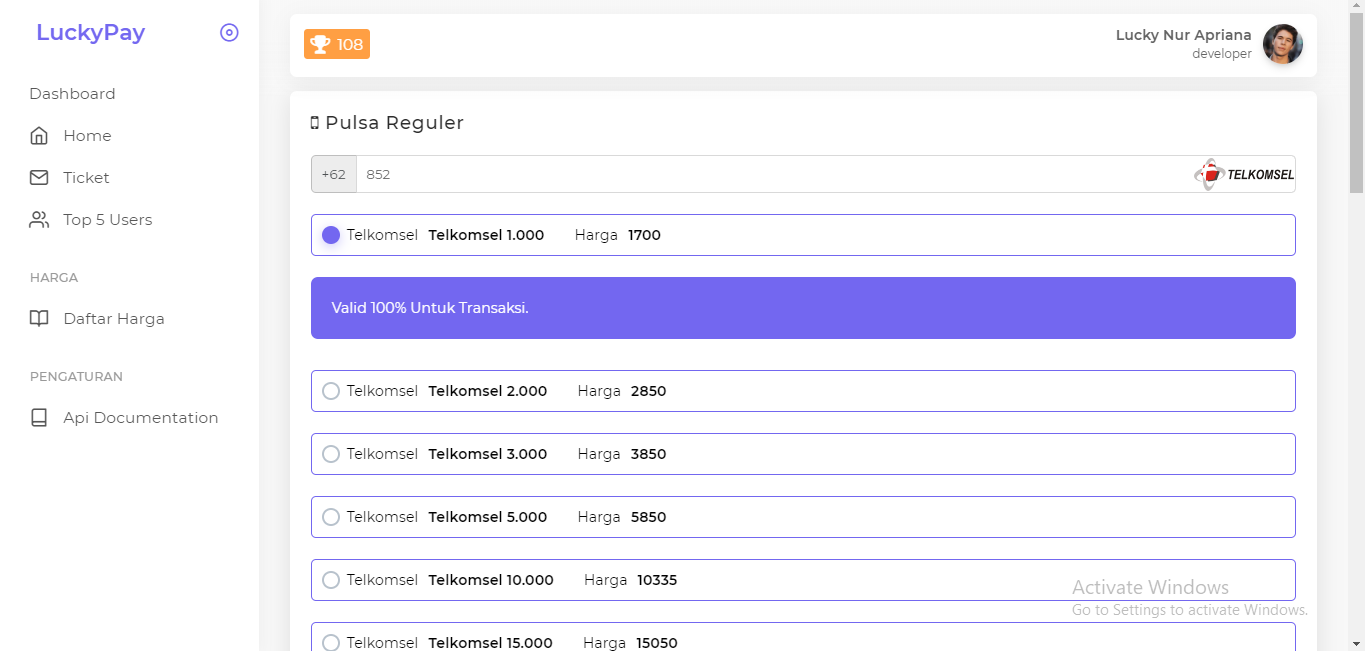 LuckyPay
Dashboard
Home
Ticket
Top 5 Users
HARGA
Daftar Harga
PENGATURAN
Api Documentation
108
Lucky Nur Apriana
developer
Pulsa Reguler
+62 852 TELKOMSEL
Telkomsel Telkomsel 1.000 Harga 1700
Valid 100% Untuk Transaksi.
Telkomsel Telkomsel 2.000 Harga 2850
Telkomsel Telkomsel 3.000 Harga 3850
Telkomsel Telkomsel 5.000 Harga 5850
Telkomsel Telkomsel 10.000 Harga 10335
Activate Windows
Go to Settings to activate Windows.
Telkomsel Telkomsel 15.000 Harga 15050